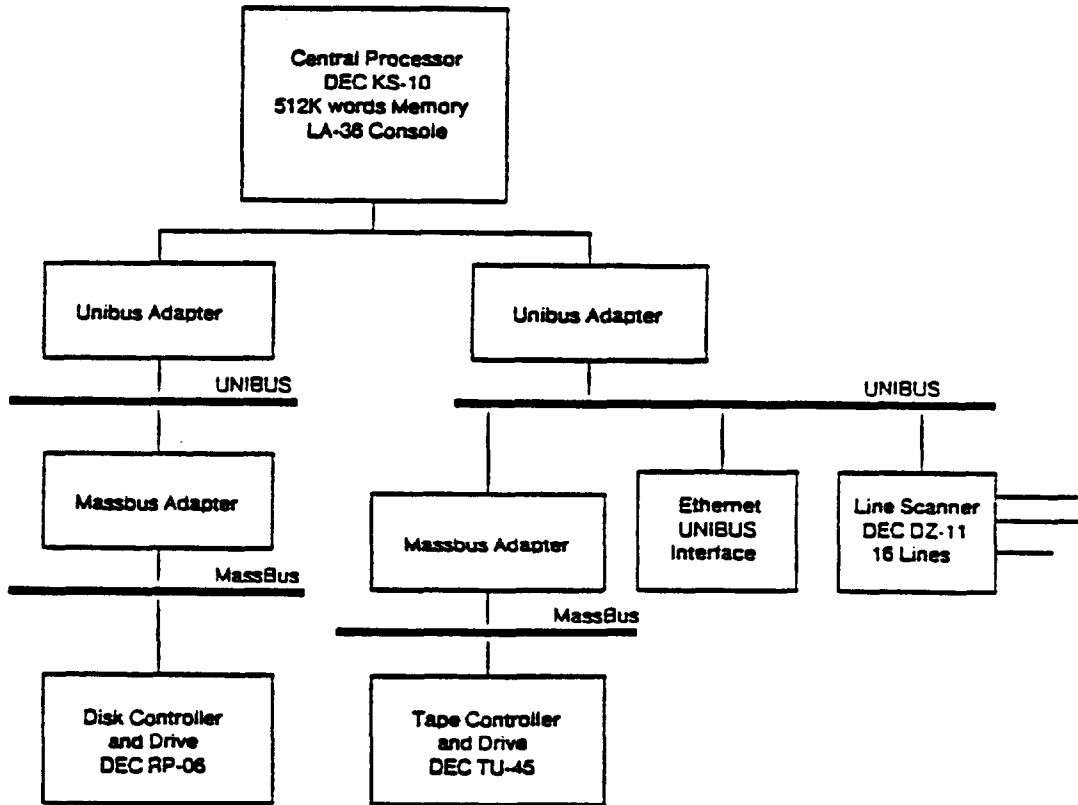 Central Processor
DEC KS-10
512K words Memory
LA-36 Console
Unibus Adapter
Unibus Adapter
UNIBUS
UNIBUS
Massbus Adapter
Massbus Adapter
Ethernet
UNIBUS
Interface
Line Scanner
DEC DZ-11
16 Lines
MassBus
MassBus
Disk Controller
and Drive
DEC RP-06
Tape Controller
and Drive
DEC TU-45